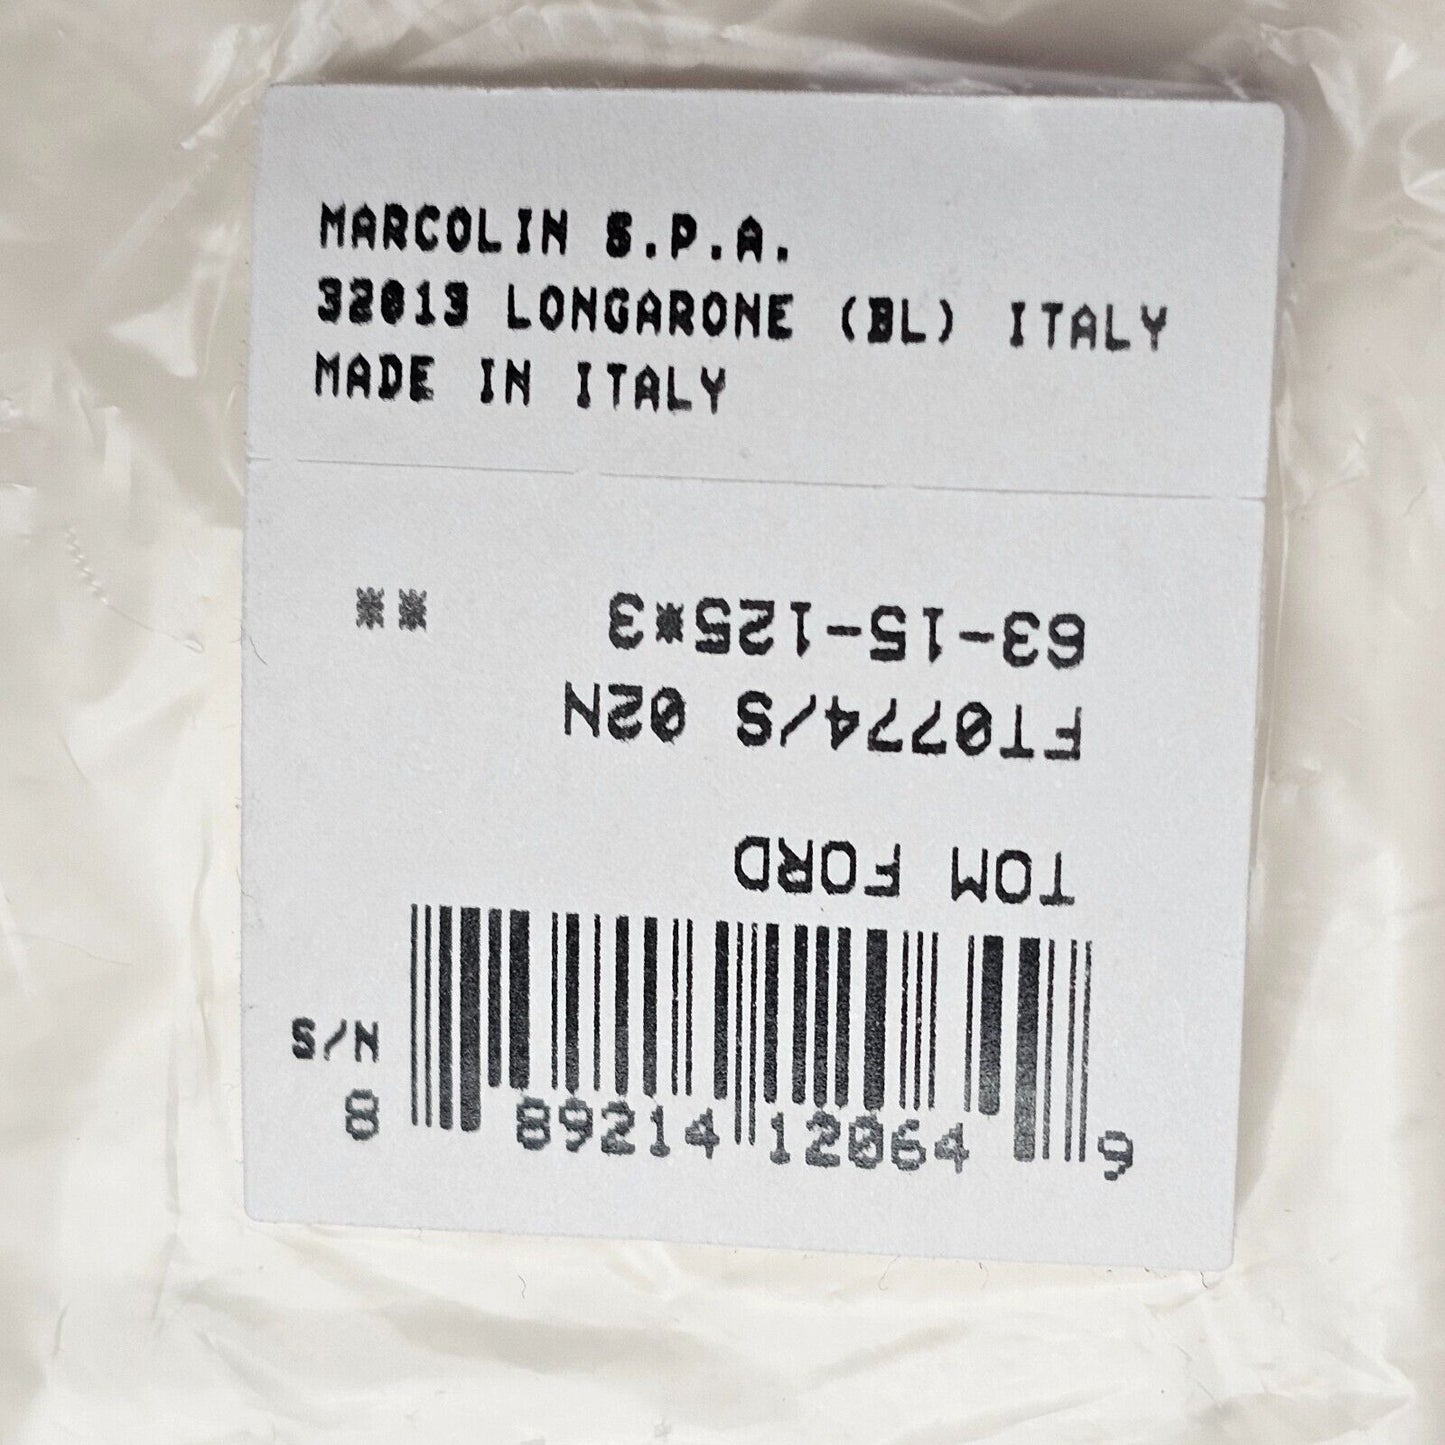 MARCOLIN S.P.A.
32013 LONGARONE (BL) ITALY
MADE IN ITALY
63-15-125*3 **
FT0774/S 02N
TOM FORD
N/S
8 89214 12064 9